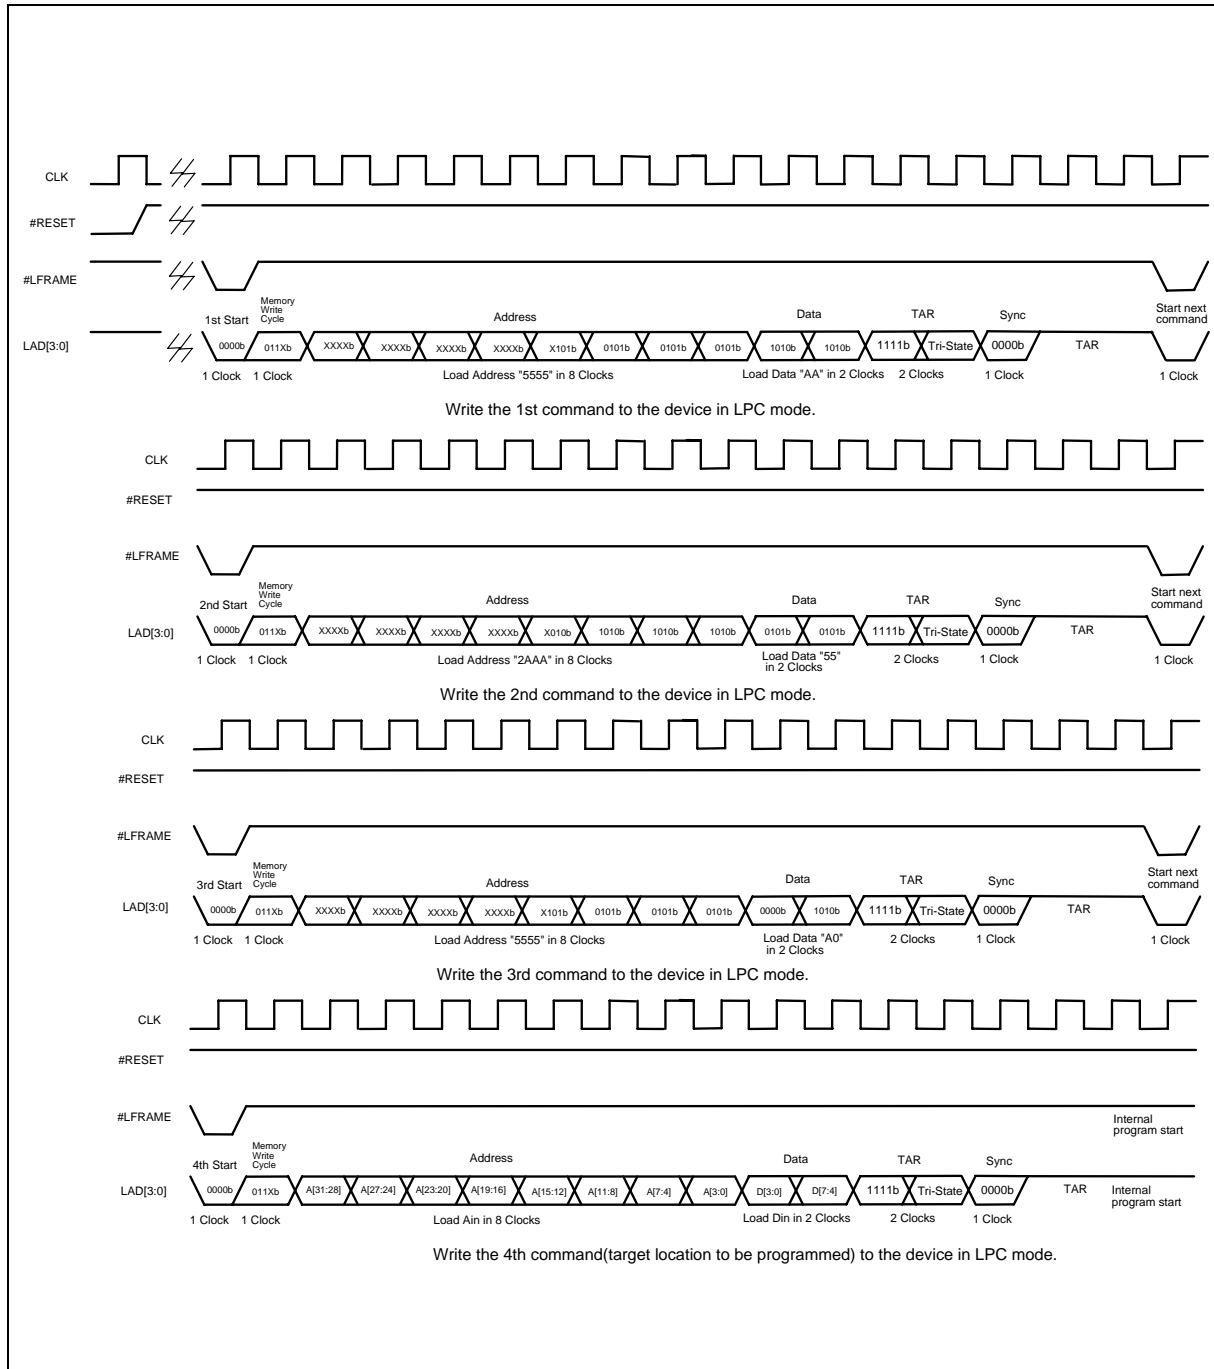 CLK
#RESET
#LFRAME
1st Start
Memory
Write
Cycle
Address
Data
TAR
Sync
Start next
command
LAD[3:0]
0000b 011Xb XXXXb XXXXb XXXXb XXXXb X101b 0101b 0101b 0101b 1010b 1010b 1111b Tri-State 0000b TAR
1 Clock 1 Clock Load Address "5555" in 8 Clocks Load Data "AA" in 2 Clocks 2 Clocks 1 Clock 1 Clock
Write the 1st command to the device in LPC mode.
CLK
#RESET
#LFRAME
2nd Start
Memory
Write
Cycle
Address
Data
TAR
Sync
Start next
command
LAD[3:0]
0000b 011Xb XXXXb XXXXb XXXXb XXXXb X010b 1010b 1010b 1010b 0101b 0101b 1111b Tri-State 0000b TAR
1 Clock 1 Clock Load Address "2AAA" in 8 Clocks
Load Data "55"
in 2 Clocks
2 Clocks 1 Clock 1 Clock
Write the 2nd command to the device in LPC mode.
CLK
#RESET
#LFRAME
3rd Start
Memory
Write
Cycle
Address
Data
TAR
Sync
Start next
command
LAD[3:0]
0000b 011Xb XXXXb XXXXb XXXXb XXXXb X101b 0101b 0101b 0101b 0000b 1010b 1111b Tri-State 0000b TAR
1 Clock 1 Clock Load Address "5555" in 8 Clocks
Load Data "A0"
in 2 Clocks
2 Clocks 1 Clock 1 Clock
Write the 3rd command to the device in LPC mode.
CLK
#RESET
#LFRAME
Internal
program start
4th Start
Memory
Write
Cycle
Address
Data
TAR
Sync
LAD[3:0]
0000b 011Xb A[31:28] A[27:24] A[23:20] A[19:16] A[15:12] A[11:8] A[7:4] A[3:0] D[3:0] D[7:4] 1111b Tri-State 0000b TAR
Internal
program start
1 Clock 1 Clock Load Ain in 8 Clocks Load Din in 2 Clocks 2 Clocks 1 Clock
Write the 4th command(target location to be programmed) to the device in LPC mode.